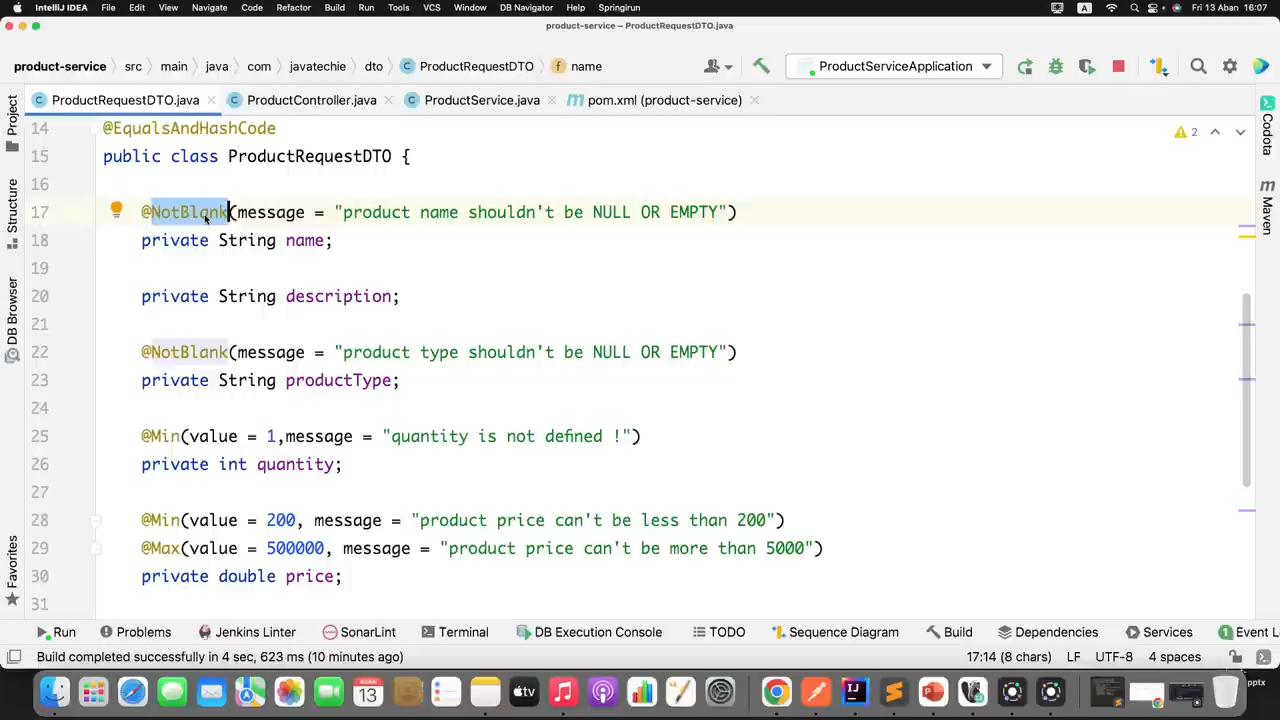 IntelliJ IDEA File Edit View Navigate Code Refactor Build Run Tools VCS Window DB Navigator Help Springirun A Fri 13 Aban 16:07
product-service – ProductRequestDTO.java
product-service › src › main › java › com › javatechie › dto › ProductRequestDTO › name ProductServiceApplication
ProductRequestDTO.java ProductController.java ProductService.java pom.xml (product-service)
14 @EqualsAndHashCode
15 public class ProductRequestDTO {
16
17 @NotBlank(message = "product name shouldn't be NULL OR EMPTY")
18 private String name;
19
20 private String description;
21
22 @NotBlank(message = "product type shouldn't be NULL OR EMPTY")
23 private String productType;
24
25 @Min(value = 1,message = "quantity is not defined !")
26 private int quantity;
27
28 @Min(value = 200, message = "product price can't be less than 200")
29 @Max(value = 500000, message = "product price can't be more than 5000")
30 private double price;
31
2
Project
Structure
DB Browser
Favorites
Codota
Maven
Run Problems Jenkins Linter SonarLint Terminal DB Execution Console TODO Sequence Diagram Build Dependencies Services 1 Event L
Build completed successfully in 4 sec, 623 ms (10 minutes ago) 17:14 (8 chars) LF UTF-8 4 spaces
13
tv
pptx